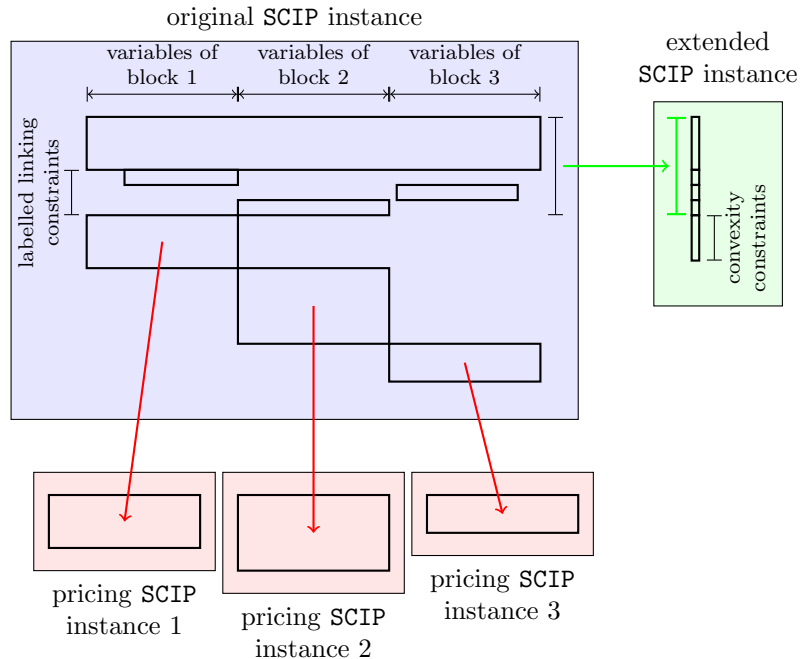 original SCIP instance
variables of
block 1
variables of
block 2
variables of
block 3
extended
SCIP instance
labelled linking
constraints
convexity
constraints
pricing SCIP
instance 1
pricing SCIP
instance 2
pricing SCIP
instance 3